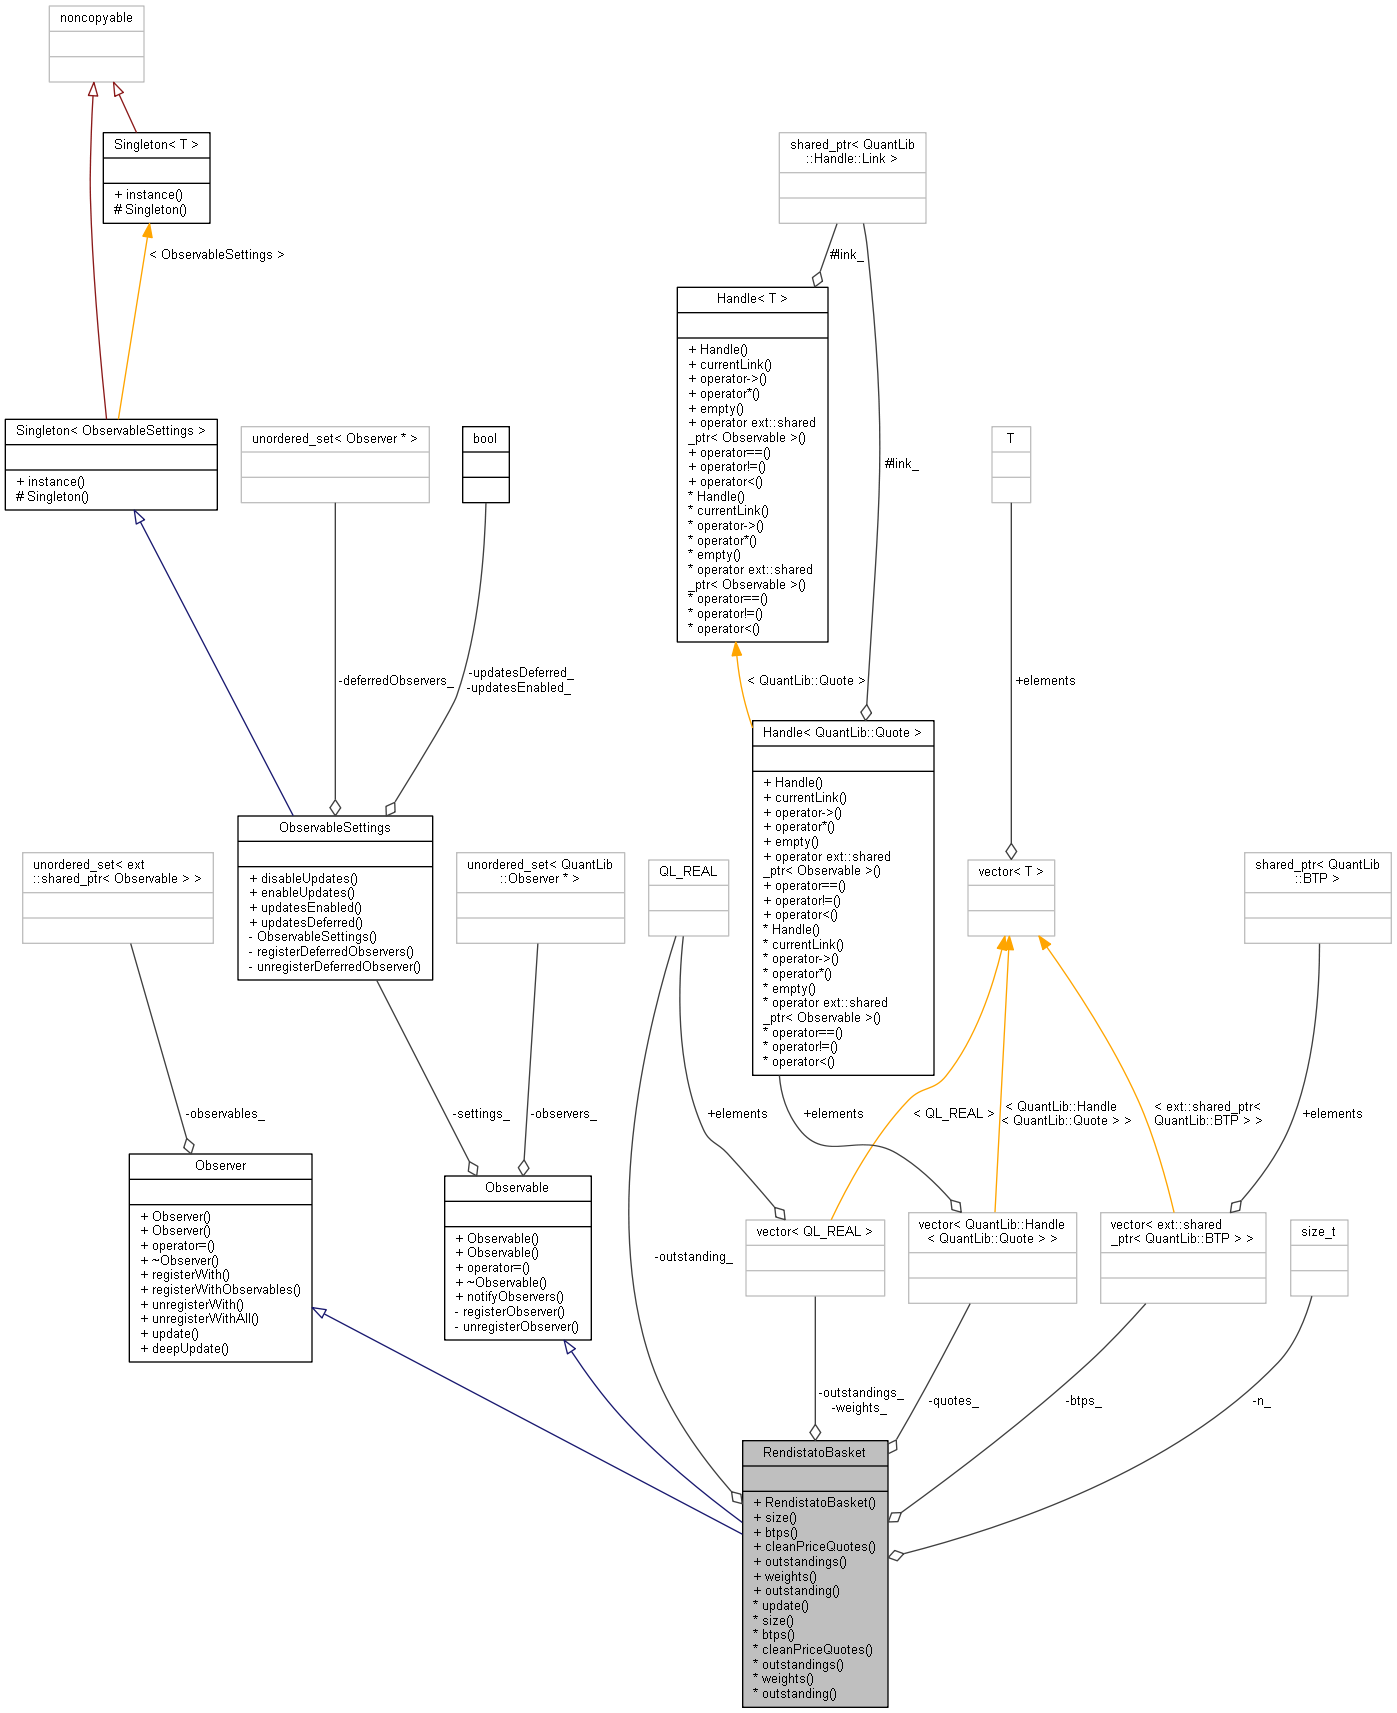 noncopyable
Singleton< T >
+ instance()
# Singleton()
< ObservableSettings >
shared_ptr< QuantLib
::Handle::Link >
#link_
Handle< T >
+ Handle()
+ currentLink()
+ operator->()
+ operator*()
+ empty()
+ operator ext::shared
_ptr< Observable >()
+ operator==()
+ operator!=()
+ operator<()
* Handle()
* currentLink()
* operator->()
* operator*()
* empty()
* operator ext::shared
_ptr< Observable >()
* operator==()
* operator!=()
* operator<()
#link_
Singleton< ObservableSettings >
+ instance()
# Singleton()
unordered_set< Observer * >
bool
T
-deferredObservers_
-updatesDeferred_
-updatesEnabled_
< QuantLib::Quote >
+elements
Handle< QuantLib::Quote >
+ Handle()
+ currentLink()
+ operator->()
+ operator*()
+ empty()
+ operator ext::shared
_ptr< Observable >()
+ operator==()
+ operator!=()
+ operator<()
* Handle()
* currentLink()
* operator->()
* operator*()
* empty()
* operator ext::shared
_ptr< Observable >()
* operator==()
* operator!=()
* operator<()
unordered_set< ext
::shared_ptr< Observable > >
ObservableSettings
+ disableUpdates()
+ enableUpdates()
+ updatesEnabled()
+ updatesDeferred()
- ObservableSettings()
- registerDeferredObservers()
- unregisterDeferredObserver()
unordered_set< QuantLib
::Observer * >
QL_REAL
vector< T >
shared_ptr< QuantLib
::BTP >
-observables_
-settings_
-observers_
+elements
+elements
< QL_REAL >
< QuantLib::Handle
< QuantLib::Quote > >
< ext::shared_ptr<
QuantLib::BTP > >
+elements
Observer
+ Observer()
+ Observer()
+ operator=()
+ ~Observer()
+ registerWith()
+ registerWithObservables()
+ unregisterWith()
+ unregisterWithAll()
+ update()
+ deepUpdate()
Observable
+ Observable()
+ Observable()
+ operator=()
+ ~Observable()
+ notifyObservers()
- registerObserver()
- unregisterObserver()
-outstanding_
vector< QL_REAL >
vector< QuantLib::Handle
< QuantLib::Quote > >
vector< ext::shared
_ptr< QuantLib::BTP > >
size_t
-outstandings_
-weights_
-quotes_
-btps_
-n_
RendistatoBasket
+ RendistatoBasket()
+ size()
+ btps()
+ cleanPriceQuotes()
+ outstandings()
+ weights()
+ outstanding()
* update()
* size()
* btps()
* cleanPriceQuotes()
* outstandings()
* weights()
* outstanding()